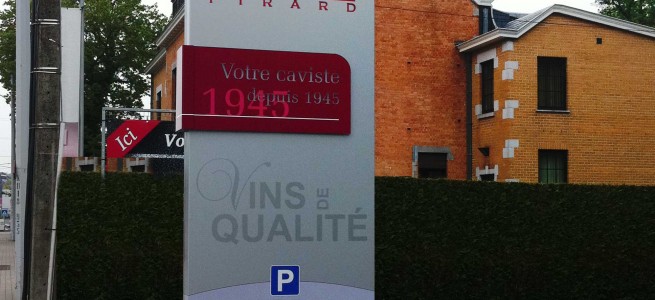 PIRARD
Votre caviste
depuis 1945
1945
Ici
Vo
VINS
DE
QUALITÉ
P